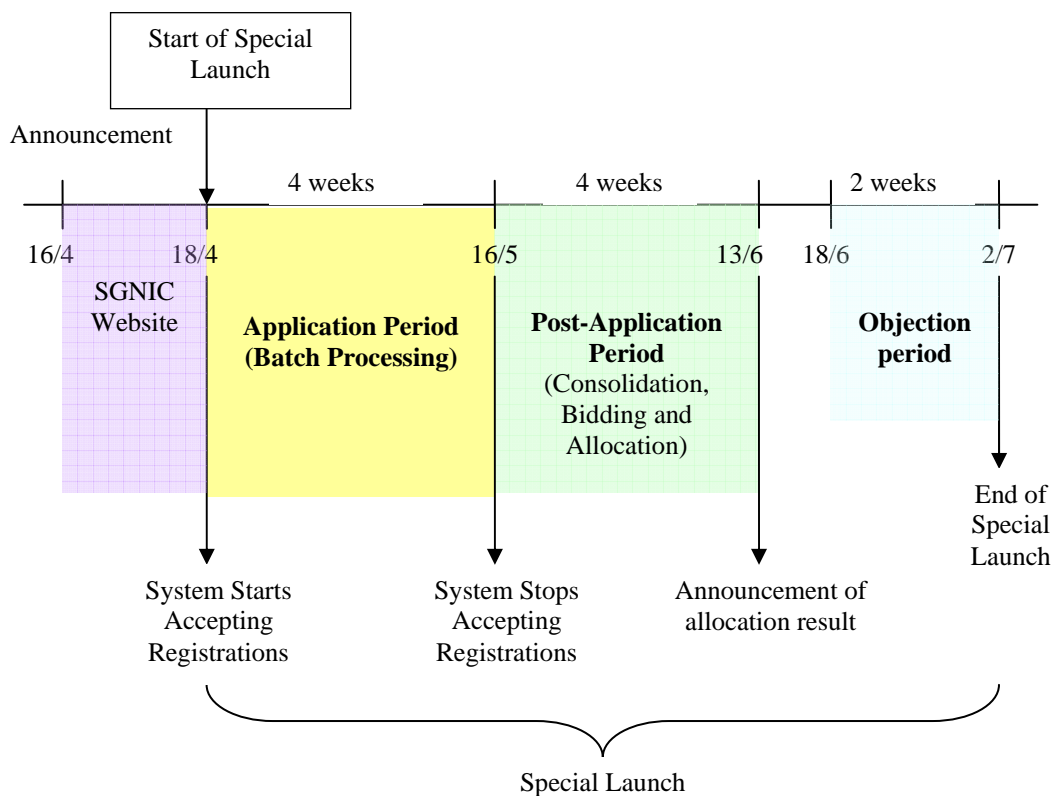 Start of Special
Launch
Announcement
4 weeks
4 weeks
2 weeks
16/4
18/4
16/5
13/6
18/6
2/7
SGNIC
Website
Application Period
(Batch Processing)
Post-Application
Period
(Consolidation,
Bidding and
Allocation)
Objection
period
End of
Special
Launch
System Starts
Accepting
Registrations
System Stops
Accepting
Registrations
Announcement of
allocation result
Special Launch